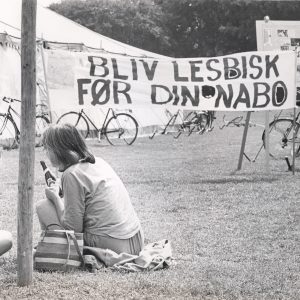 BLIV LESBISK
FØR DIN NABO